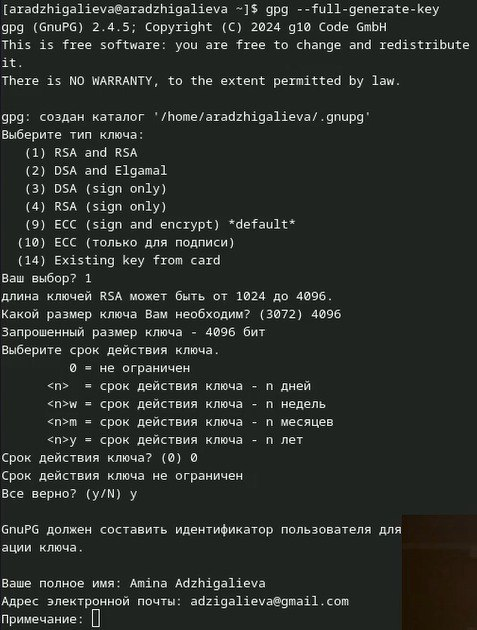 [aradzhigalieva@aradzhigalieva ~]$ gpg --full-generate-key
gpg (GnuPG) 2.4.5; Copyright (C) 2024 g10 Code GmbH
This is free software: you are free to change and redistribute
it.
There is NO WARRANTY, to the extent permitted by law.

gpg: создан каталог '/home/aradzhigalieva/.gnupg'
Выберите тип ключа:
   (1) RSA and RSA
   (2) DSA and Elgamal
   (3) DSA (sign only)
   (4) RSA (sign only)
   (9) ECC (sign and encrypt) *default*
  (10) ECC (только для подписи)
  (14) Existing key from card
Ваш выбор? 1
длина ключей RSA может быть от 1024 до 4096.
Какой размер ключа Вам необходим? (3072) 4096
Запрошенный размер ключа - 4096 бит
Выберите срок действия ключа.
         0 = не ограничен
      <n>  = срок действия ключа - n дней
      <n>w = срок действия ключа - n недель
      <n>m = срок действия ключа - n месяцев
      <n>y = срок действия ключа - n лет
Срок действия ключа? (0) 0
Срок действия ключа не ограничен
Все верно? (y/N) y

GnuPG должен составить идентификатор пользователя для
ации ключа.

Ваше полное имя: Amina Adzhigalieva
Адрес электронной почты: adzigalieva@gmail.com
Примечание: